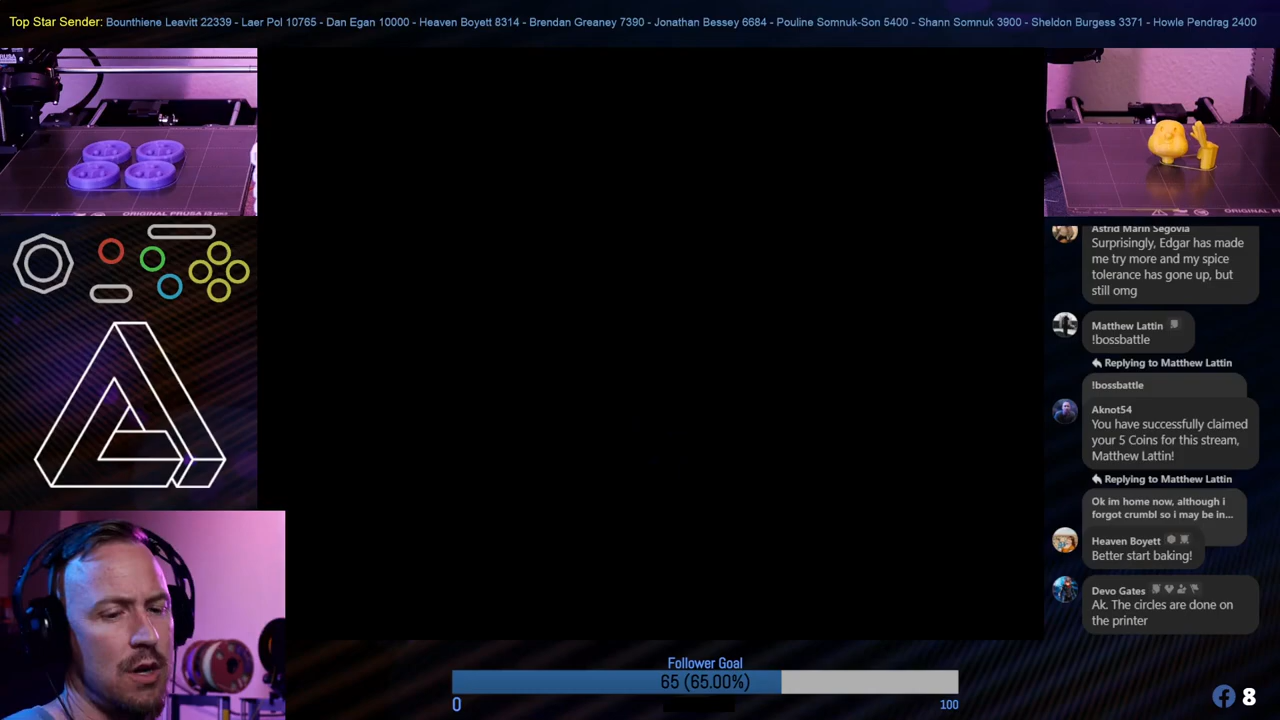 Top Star Sender: Bounthiene Leavitt 22339 - Laer Pol 10765 - Dan Egan 10000 - Heaven Boyett 8314 - Brendan Greaney 7390 - Jonathan Bessey 6684 - Pouline Somnuk-Son 5400 - Shann Somnuk 3900 - Sheldon Burgess 3371 - Howle Pendrag 2400
ORIGINAL PRUSA
ORIGINAL PRUSA
Astrid Marin Segovia
Surprisingly, Edgar has made
me try more and my spice
tolerance has gone up, but
still omg
Matthew Lattin
!bossbattle
Replying to Matthew Lattin
!bossbattle
Aknot54
You have successfully claimed
your 5 Coins for this stream,
Matthew Lattin!
Replying to Matthew Lattin
Ok im home now, although i
forgot crumbl so i may be in...
Heaven Boyett
Better start baking!
Devo Gates
Ak. The circles are done on
the printer
Follower Goal
65 (65.00%)
0
100
8